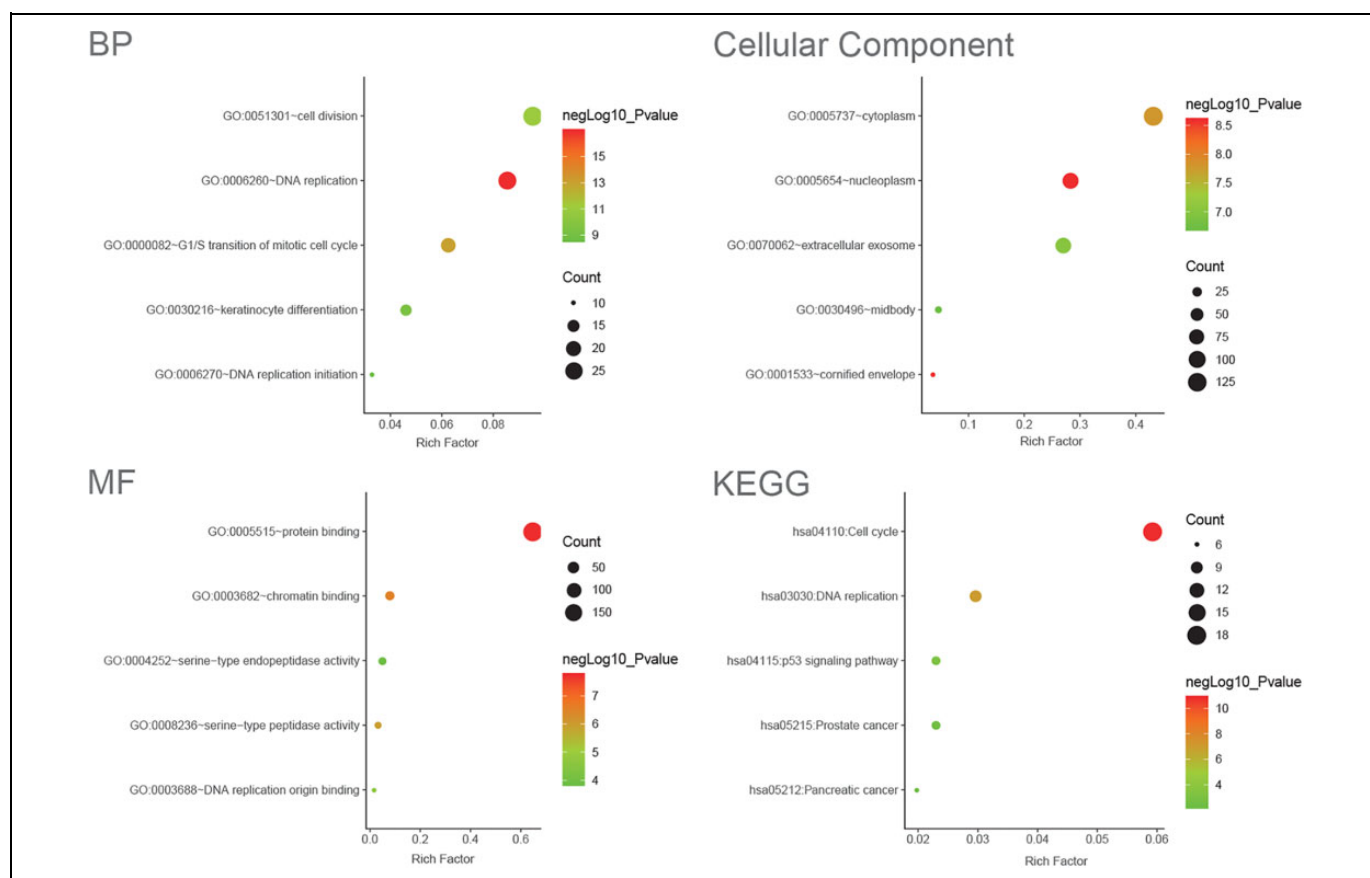 BP
GO:0051301~cell division
GO:0006260~DNA replication
GO:0000082~G1/S transition of mitotic cell cycle
GO:0030216~keratinocyte differentiation
GO:0006270~DNA replication initiation
0.04 0.06 0.08
Rich Factor
negLog10_Pvalue
15
13
11
9
Count
10
15
20
25
Cellular Component
GO:0005737~cytoplasm
GO:0005654~nucleoplasm
GO:0070062~extracellular exosome
GO:0030496~midbody
GO:0001533~cornified envelope
0.1 0.2 0.3 0.4
Rich Factor
negLog10_Pvalue
8.5
8.0
7.5
7.0
Count
25
50
75
100
125
MF
GO:0005515~protein binding
GO:0003682~chromatin binding
GO:0004252~serine−type endopeptidase activity
GO:0008236~serine−type peptidase activity
GO:0003688~DNA replication origin binding
0.0 0.2 0.4 0.6
Rich Factor
Count
50
100
150
negLog10_Pvalue
7
6
5
4
KEGG
hsa04110:Cell cycle
hsa03030:DNA replication
hsa04115:p53 signaling pathway
hsa05215:Prostate cancer
hsa05212:Pancreatic cancer
0.02 0.03 0.04 0.05 0.06
Rich Factor
Count
6
9
12
15
18
negLog10_Pvalue
10
8
6
4